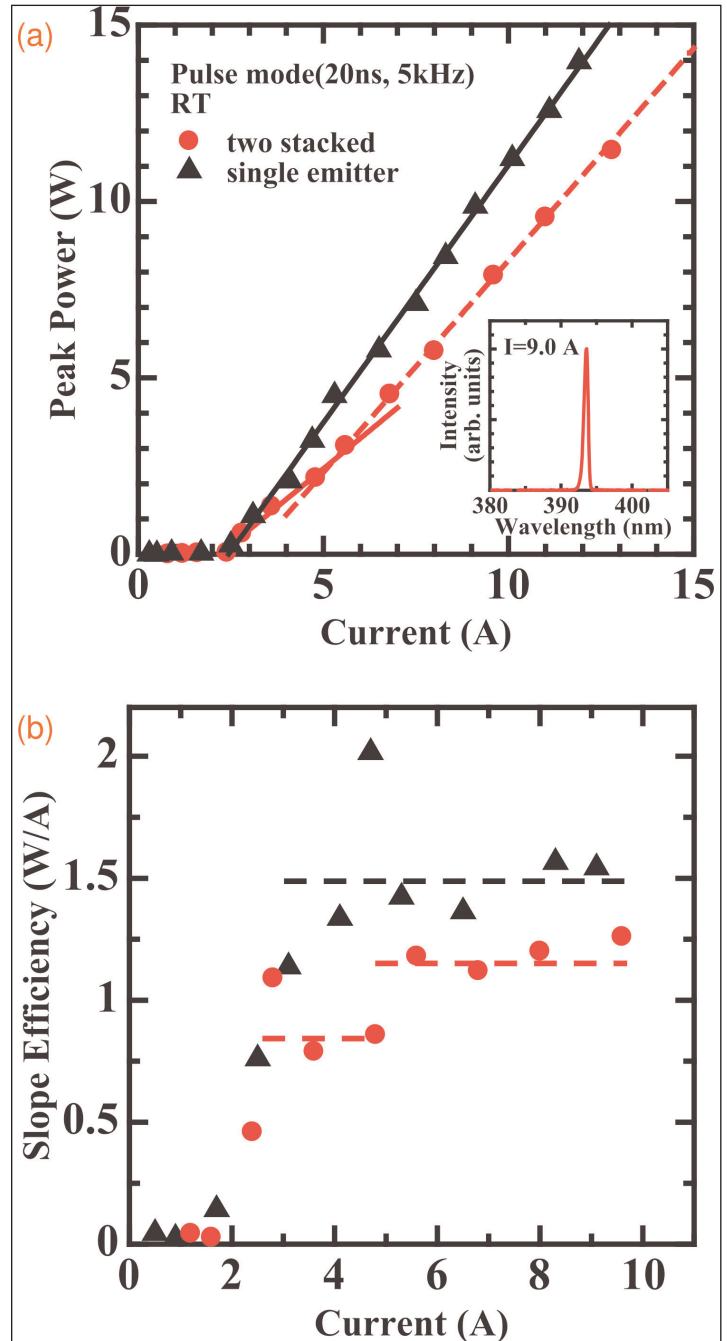 (a)
15
10
5
0
Peak Power (W)
Pulse mode(20ns, 5kHz)
RT
two stacked
single emitter
I=9.0 A
Intensity
(arb. units)
380 390 400
Wavelength (nm)
0 5 10 15
Current (A)
(b)
2
1.5
1
0.5
0
Slope Efficiency (W/A)
0 2 4 6 8 10
Current (A)